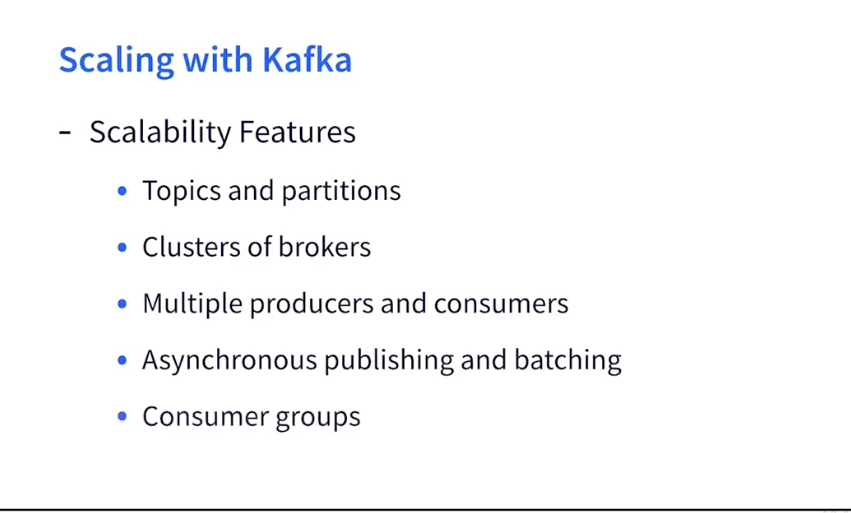 Scaling with Kafka
- Scalability Features
• Topics and partitions
• Clusters of brokers
• Multiple producers and consumers
• Asynchronous publishing and batching
• Consumer groups